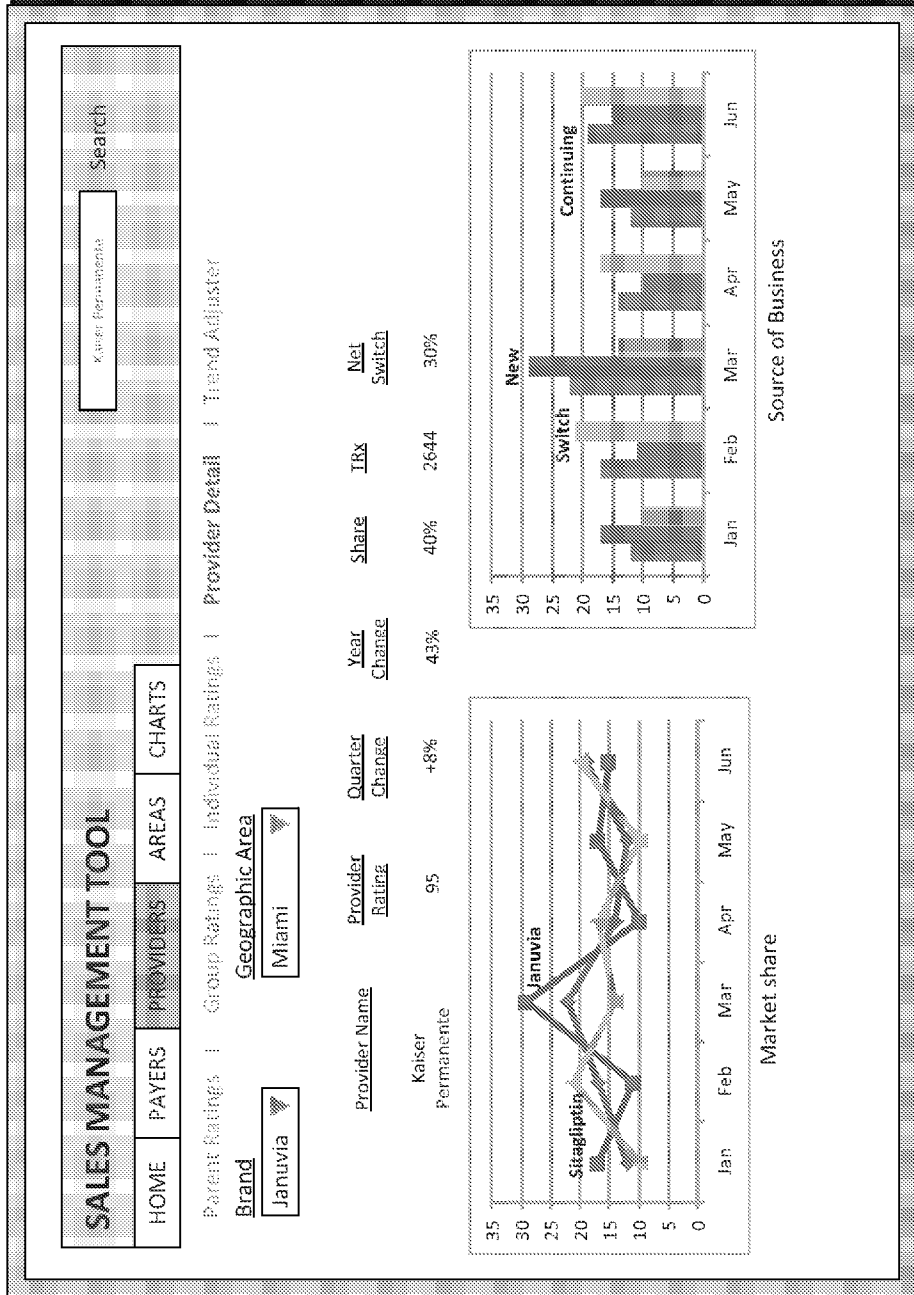 SALES MANAGEMENT TOOL
Kaiser Permanente Search
HOME PAYERS PROVIDERS AREAS CHARTS
Parent Ratings | Group Ratings | Individual Ratings | Provider Detail | Trend Adjuster
Brand Geographic Area
Januvia Miami
Provider Name Provider Rating Quarter Change Year Change Share TRx Net Switch
Kaiser Permanente 95 +8% 43% 40% 2644 30%
35
30
25
20
15
10
5
0
Sitagliptin
Januvia
Jan Feb Mar Apr May Jun
Market share
35
30
25
20
15
10
5
0
Switch
New
Continuing
Jan Feb Mar Apr May Jun
Source of Business